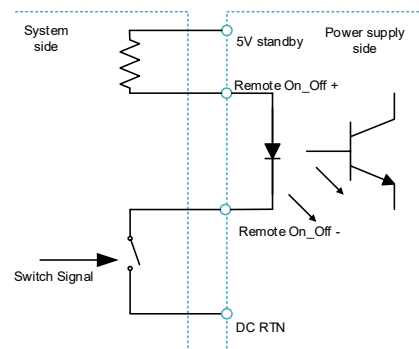 System
side
5V standby
Power supply
side
Remote On_Off +
Remote On_Off -
Switch Signal
DC RTN